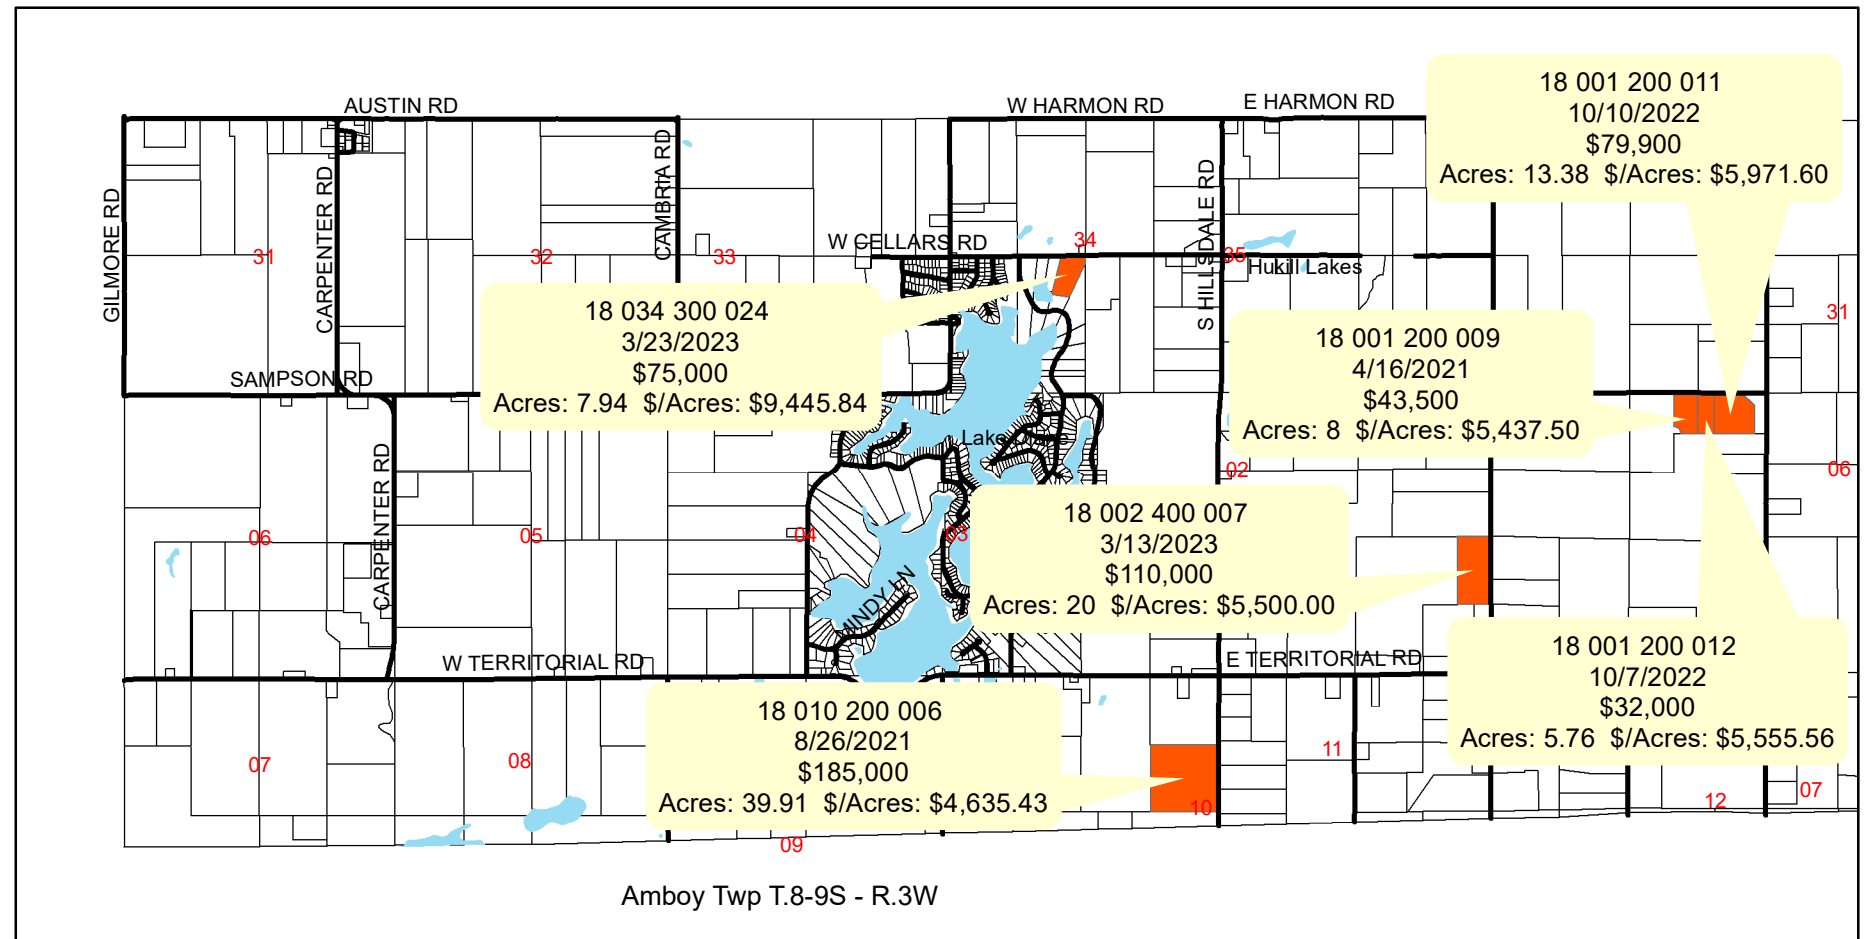 AUSTIN RD
W HARMON RD
E HARMON RD
18 001 200 011
10/10/2022
$79,900
Acres: 13.38 $/Acres: $5,971.60
GILMORE RD
CARPENTER RD
CAMBRIA RD
S HILLSDALE RD
31
32
33
W CELLARS RD
34
35
Hukill Lakes
31
18 034 300 024
3/23/2023
$75,000
Acres: 7.94 $/Acres: $9,445.84
18 001 200 009
4/16/2021
$43,500
Acres: 8 $/Acres: $5,437.50
SAMPSON RD
Lake Diane
CARPENTER RD
02
06
18 002 400 007
3/13/2023
$110,000
Acres: 20 $/Acres: $5,500.00
06
05
04
03
MINDY LN
W TERRITORIAL RD
E TERRITORIAL RD
18 001 200 012
10/7/2022
$32,000
Acres: 5.76 $/Acres: $5,555.56
18 010 200 006
8/26/2021
$185,000
Acres: 39.91 $/Acres: $4,635.43
07
08
09
10
11
12
07
Amboy Twp T.8-9S - R.3W